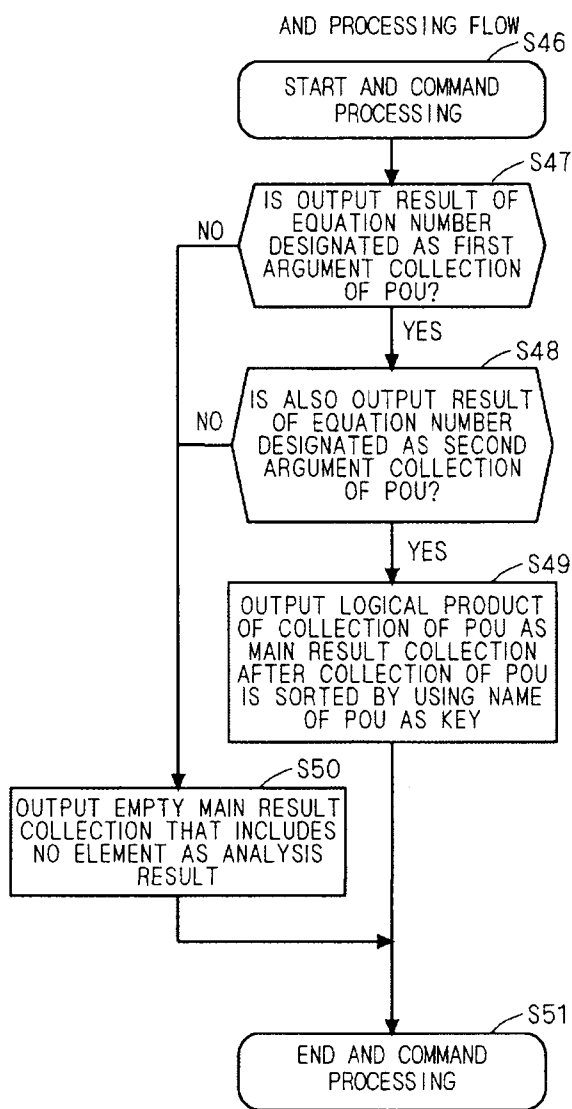 AND PROCESSING FLOW
S46
START AND COMMAND
PROCESSING
S47
IS OUTPUT RESULT OF
EQUATION NUMBER
DESIGNATED AS FIRST
ARGUMENT COLLECTION
OF POU?
NO
YES
S48
IS ALSO OUTPUT RESULT
OF EQUATION NUMBER
DESIGNATED AS SECOND
ARGUMENT COLLECTION
OF POU?
NO
YES
S49
OUTPUT LOGICAL PRODUCT
OF COLLECTION OF POU AS
MAIN RESULT COLLECTION
AFTER COLLECTION OF POU
IS SORTED BY USING NAME
OF POU AS KEY
S50
OUTPUT EMPTY MAIN RESULT
COLLECTION THAT INCLUDES
NO ELEMENT AS ANALYSIS
RESULT
S51
END AND COMMAND
PROCESSING